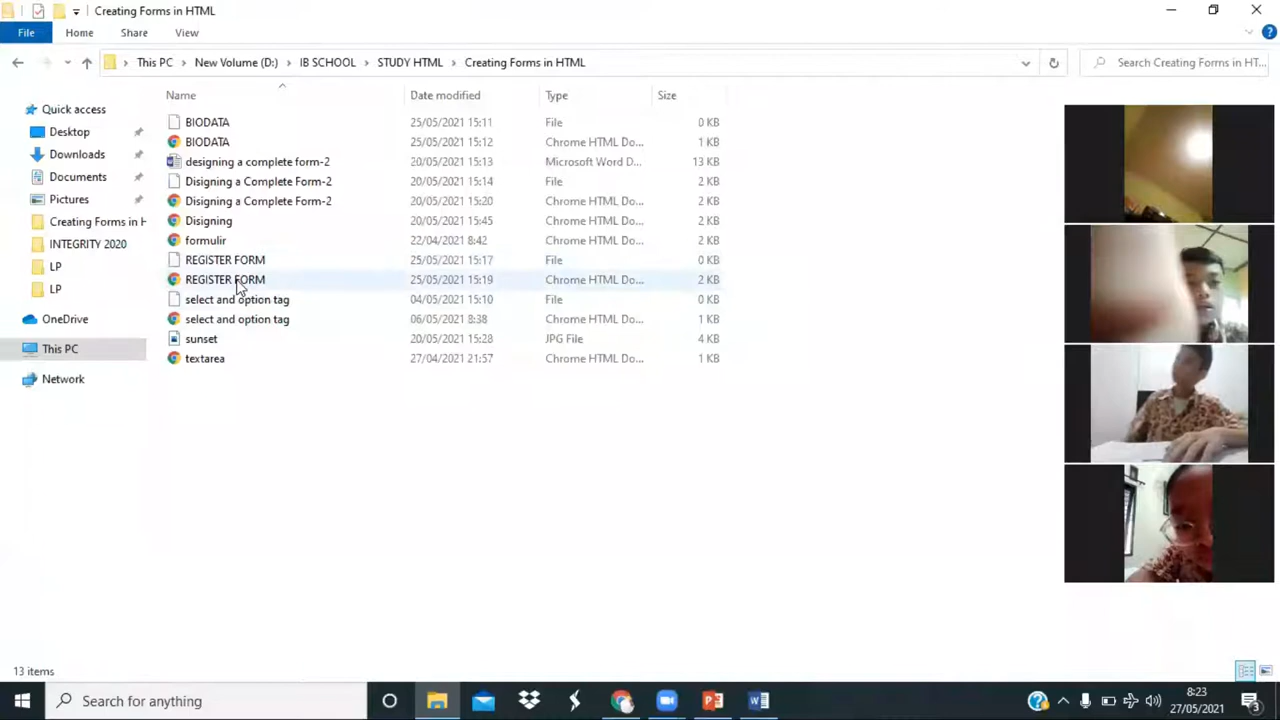 Creating Forms in HTML
File Home Share View
This PC New Volume (D:) IB SCHOOL STUDY HTML Creating Forms in HTML
Search Creating Forms in HT...
Name Date modified Type Size
Quick access
Desktop
Downloads
Documents
Pictures
Creating Forms in H
INTEGRITY 2020
LP
LP
OneDrive
This PC
Network
BIODATA 25/05/2021 15:11 File 0 KB
BIODATA 25/05/2021 15:12 Chrome HTML Do... 1 KB
designing a complete form-2 20/05/2021 15:13 Microsoft Word D... 13 KB
Disigning a Complete Form-2 20/05/2021 15:14 File 2 KB
Disigning a Complete Form-2 20/05/2021 15:20 Chrome HTML Do... 2 KB
Disigning 20/05/2021 15:45 Chrome HTML Do... 2 KB
formulir 22/04/2021 8:42 Chrome HTML Do... 2 KB
REGISTER FORM 25/05/2021 15:17 File 0 KB
REGISTER FORM 25/05/2021 15:19 Chrome HTML Do... 2 KB
select and option tag 04/05/2021 15:10 File 0 KB
select and option tag 06/05/2021 8:38 Chrome HTML Do... 1 KB
sunset 20/05/2021 15:28 JPG File 4 KB
textarea 27/04/2021 21:57 Chrome HTML Do... 1 KB
13 items
Search for anything
8:23
27/05/2021
3